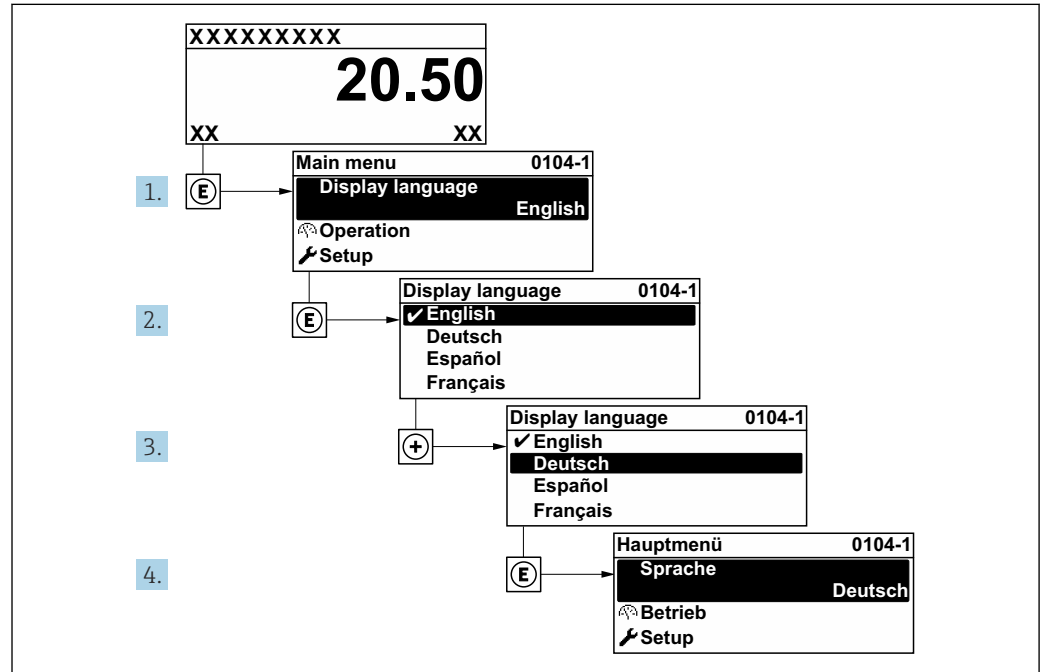 XXXXXXXXX
20.50
XX XX
1.
E
Main menu 0104-1
Display language
English
Operation
Setup
2.
E
Display language 0104-1
✔English
Deutsch
Español
Français
3.
+
Display language 0104-1
✔English
Deutsch
Español
Français
4.
E
Hauptmenü 0104-1
Sprache
Deutsch
Betrieb
Setup